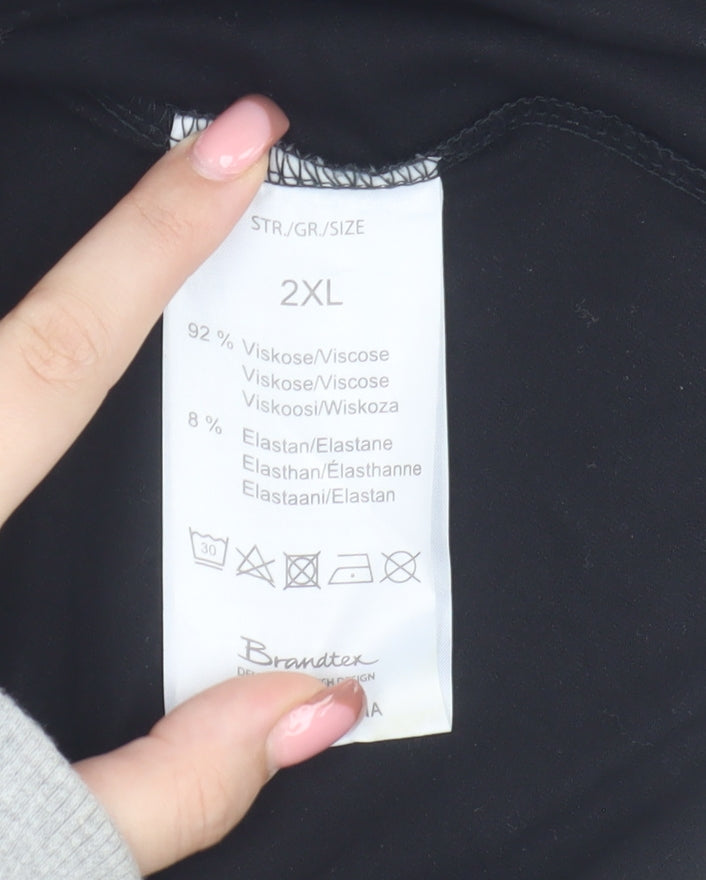 STR./GR./SIZE
2XL
92 % Viskose/Viscose
Viskose/Viscose
Viskoosi/Wiskoza
8 % Elastan/Elastane
Elasthan/Élasthanne
Elastaani/Elastan
30
Brandtex